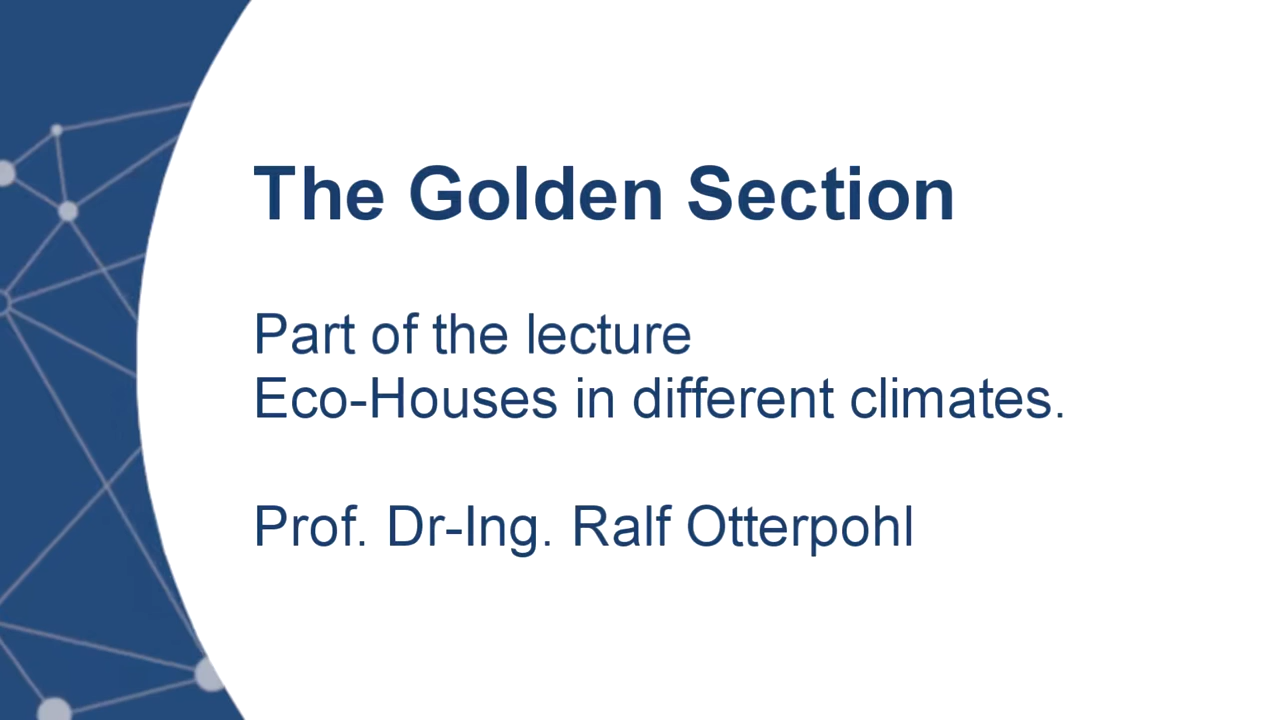 The Golden Section
Part of the lecture
Eco-Houses in different climates.
Prof. Dr-Ing. Ralf Otterpohl